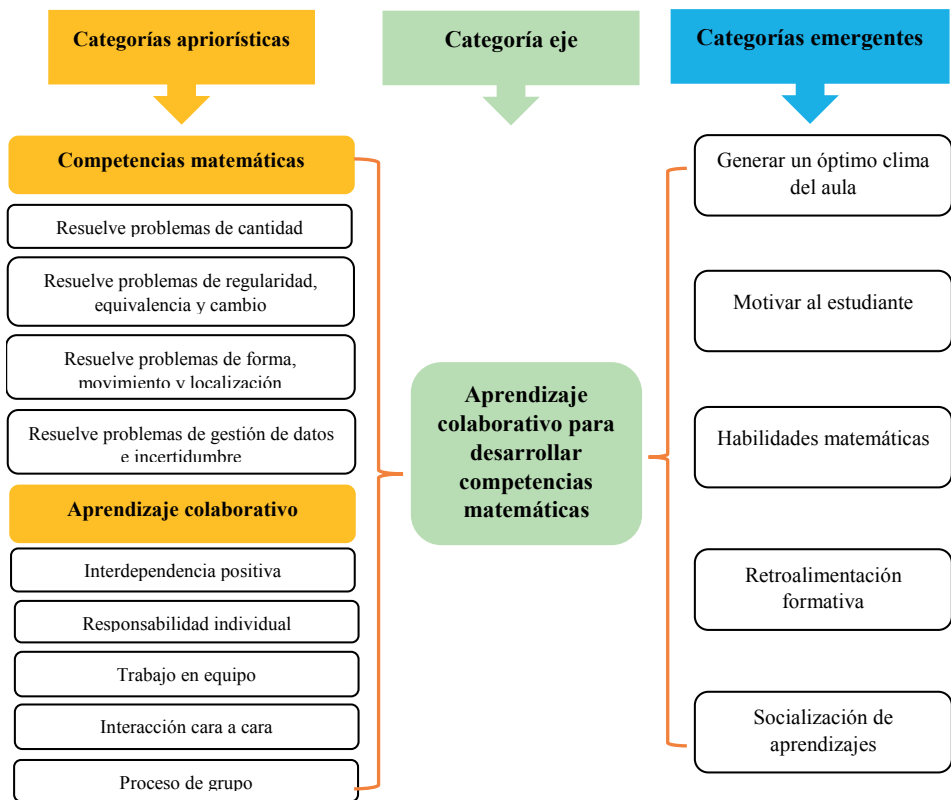 Categorías apriorísticas
Categoría eje
Categorías emergentes
Competencias matemáticas
Resuelve problemas de cantidad
Resuelve problemas de regularidad,
equivalencia y cambio
Resuelve problemas de forma,
movimiento y localización
Resuelve problemas de gestión de datos
e incertidumbre
Aprendizaje colaborativo
Interdependencia positiva
Responsabilidad individual
Trabajo en equipo
Interacción cara a cara
Proceso de grupo
Aprendizaje
colaborativo para
desarrollar
competencias
matemáticas
Generar un óptimo clima
del aula
Motivar al estudiante
Habilidades matemáticas
Retroalimentación
formativa
Socialización de
aprendizajes